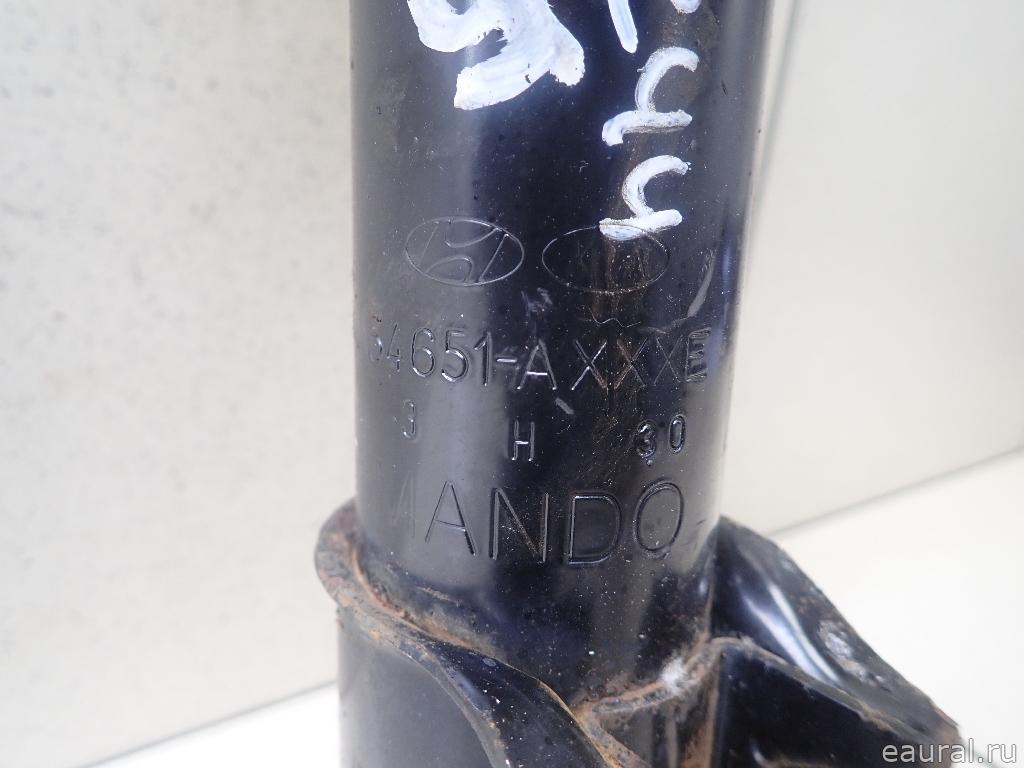 54651-AXXXE
3 H 30
MANDO
eaural.ru